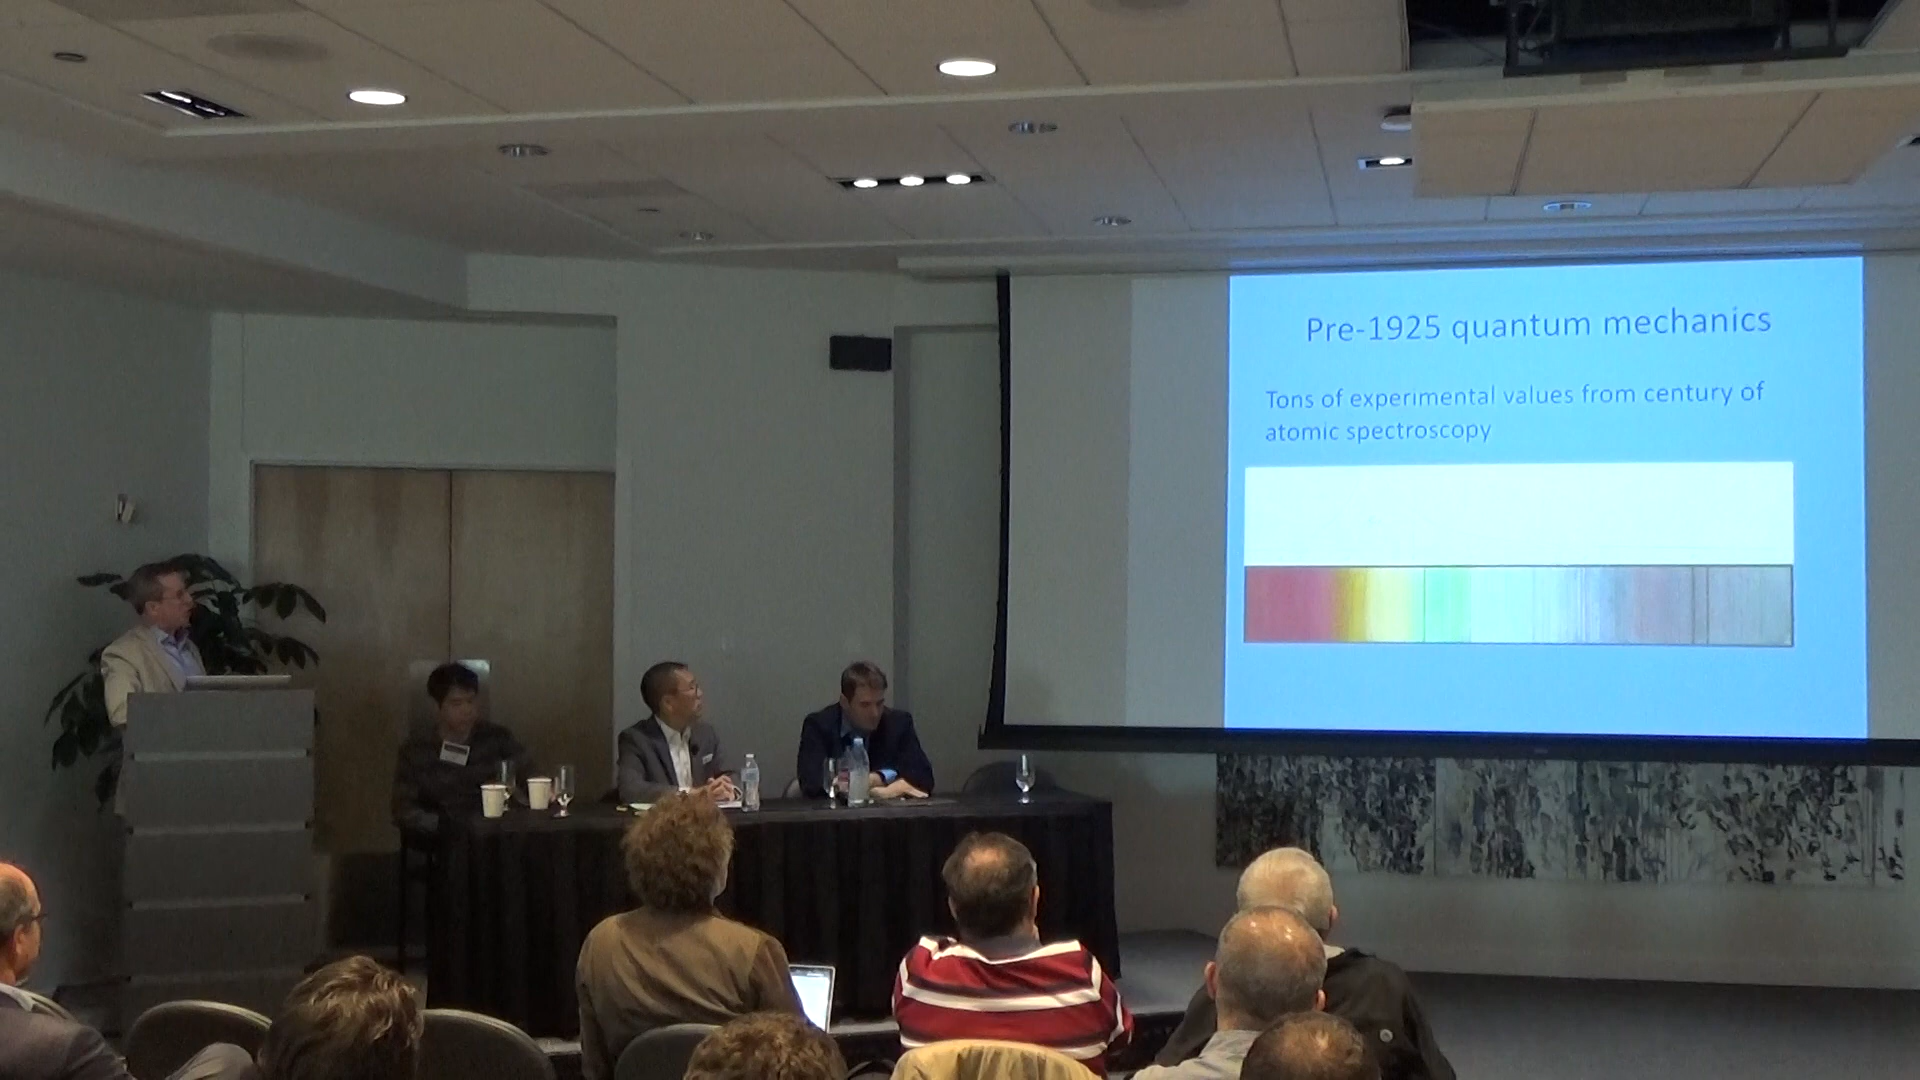 Pre-1925 quantum mechanics
Tons of experimental values from century of
atomic spectroscopy